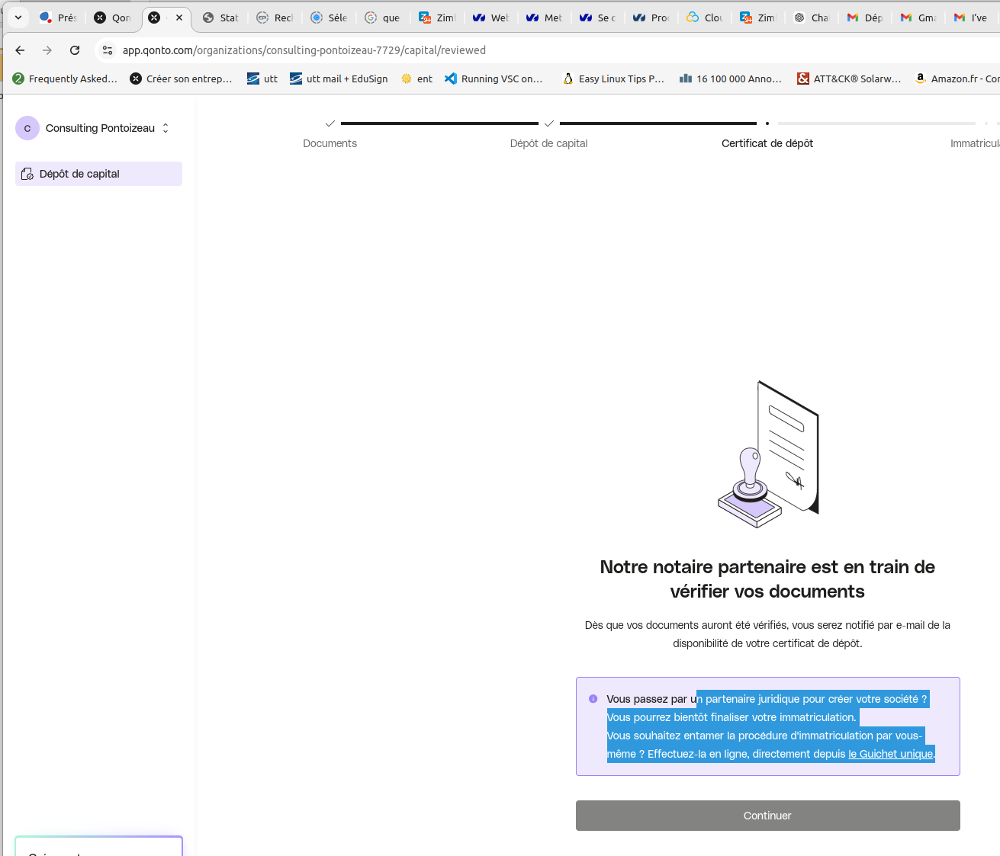 Prés
Qon
Stat
Recl
Séle
que
Zim
Web
Met
Se c
Proc
Clou
Zim
Cha
Dép
Gma
I've
app.qonto.com/organizations/consulting-pontoizeau-7729/capital/reviewed
Frequently Asked…
Créer son entrep…
utt
utt mail + EduSign
ent
Running VSC on…
Easy Linux Tips P…
16 100 000 Anno…
ATT&CK® Solarw…
Amazon.fr - Cor
C
Consulting Pontoizeau
Dépôt de capital
Documents
Dépôt de capital
Certificat de dépôt
Immatricul
Notre notaire partenaire est en train de
vérifier vos documents
Dès que vos documents auront été vérifiés, vous serez notifié par e-mail de la
disponibilité de votre certificat de dépôt.
Vous passez par un partenaire juridique pour créer votre société ?
Vous pourrez bientôt finaliser votre immatriculation.
Vous souhaitez entamer la procédure d'immatriculation par vous-
même ? Effectuez-la en ligne, directement depuis le Guichet unique.
Continuer